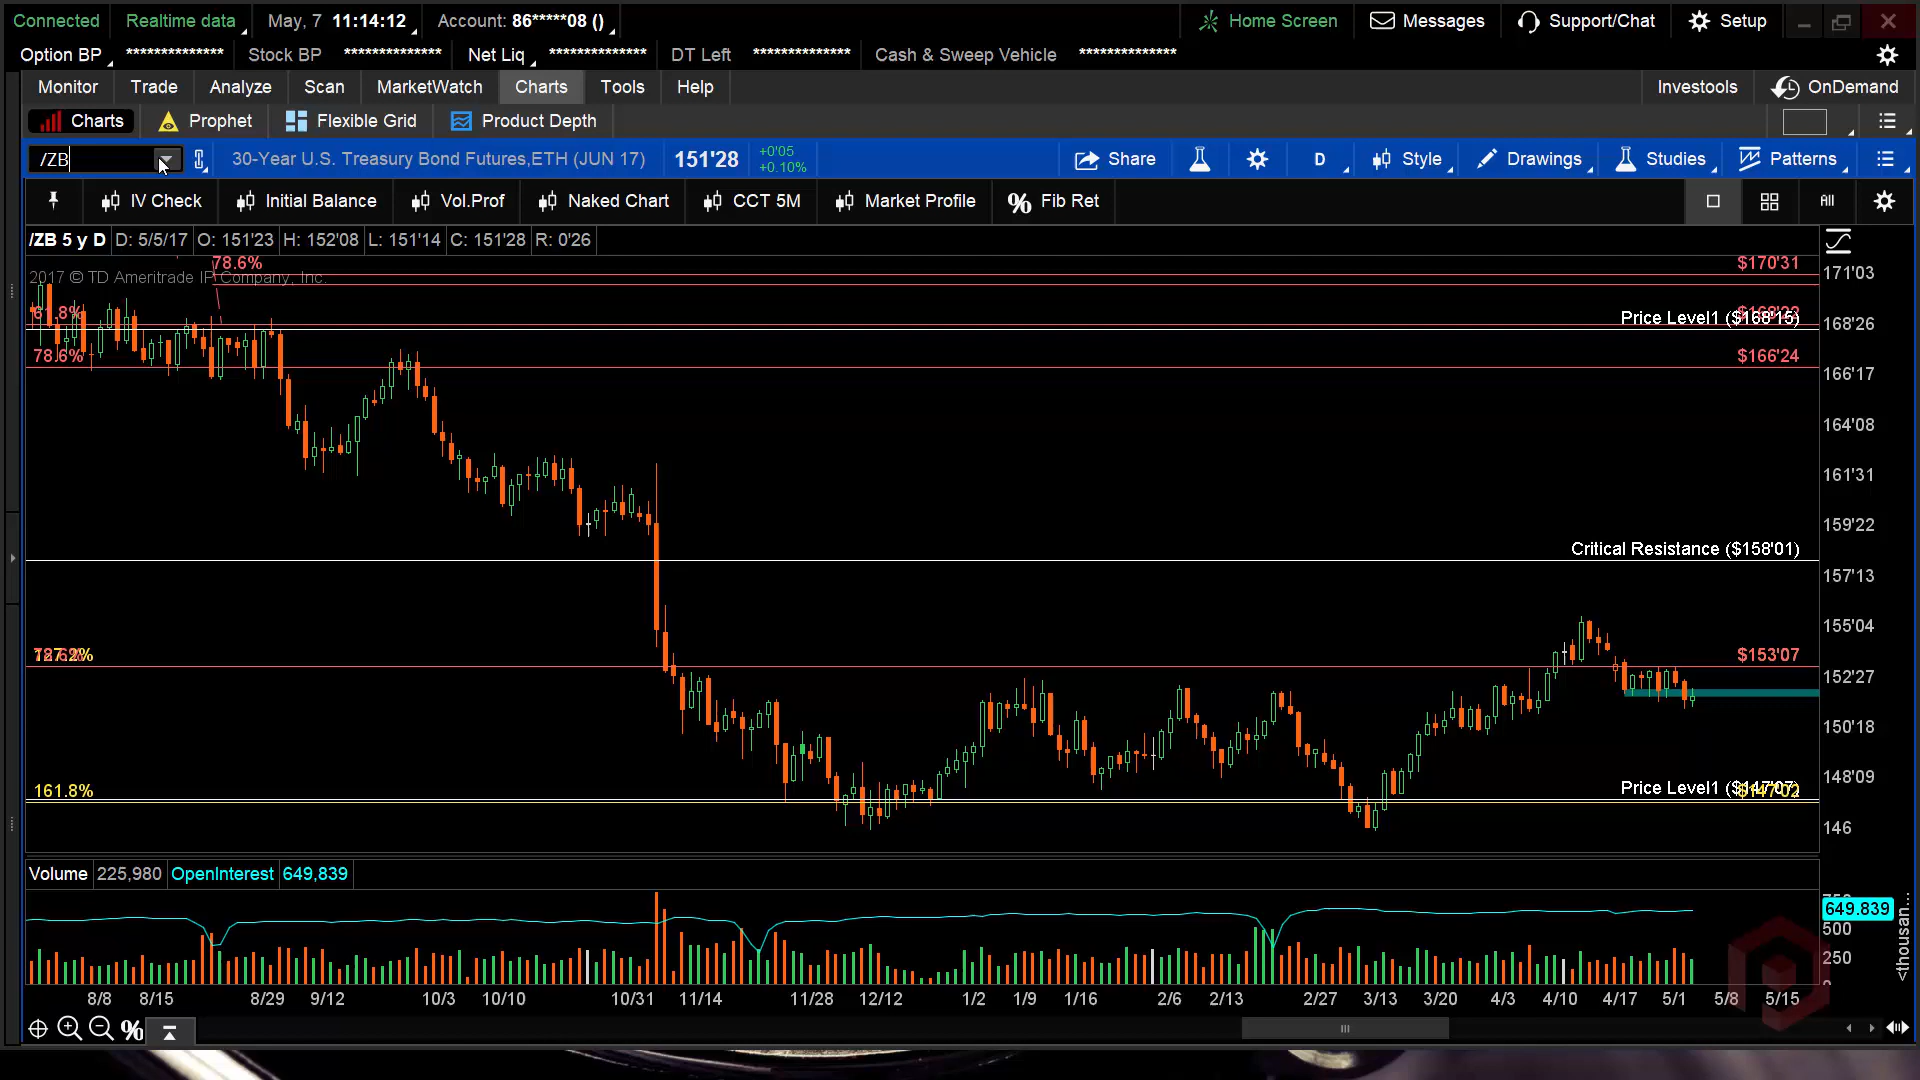 Connected Realtime data May, 7 11:14:12 Account: 86*****08 () Home Screen Messages Support/Chat Setup
Option BP ************** Stock BP ************** Net Liq ************** DT Left ************** Cash & Sweep Vehicle **************
Monitor Trade Analyze Scan MarketWatch Charts Tools Help Investools OnDemand
Charts Prophet Flexible Grid Product Depth
/ZB 30-Year U.S. Treasury Bond Futures,ETH (JUN 17) 151'28 +0'05 +0.10% Share D Style Drawings Studies Patterns
IV Check Initial Balance Vol.Prof Naked Chart CCT 5M Market Profile % Fib Ret All
/ZB 5 y D D: 5/5/17 O: 151'23 H: 152'08 L: 151'14 C: 151'28 R: 0'26
78.6% $170'31
2017 © TD Ameritrade IP Company, Inc. 171'03
61.8% Price Level1 ($168'15) 168'26
78.6% $166'24
166'17
164'08
161'31
159'22
Critical Resistance ($158'01)
157'13
155'04
$153'07
152'27
150'18
148'09
161.8% Price Level1 ($147'07)
146
Volume 225,980 OpenInterest 649,839
649.839
500
250
<thousan...
8/8 8/15 8/29 9/12 10/3 10/10 10/31 11/14 11/28 12/12 1/2 1/9 1/16 2/6 2/13 2/27 3/13 3/20 4/3 4/10 4/17 5/1 5/8 5/15
%